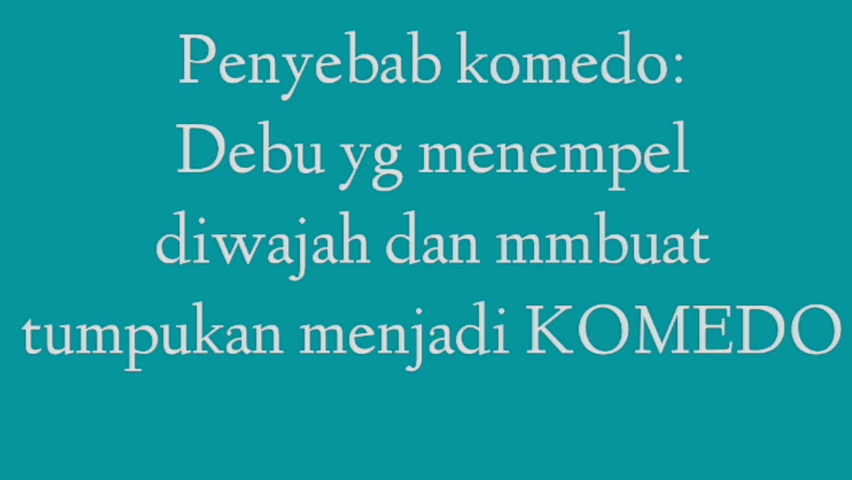 Penyebab komedo:
Debu yg menempel
diwajah dan mmbuat
tumpukan menjadi KOMEDO